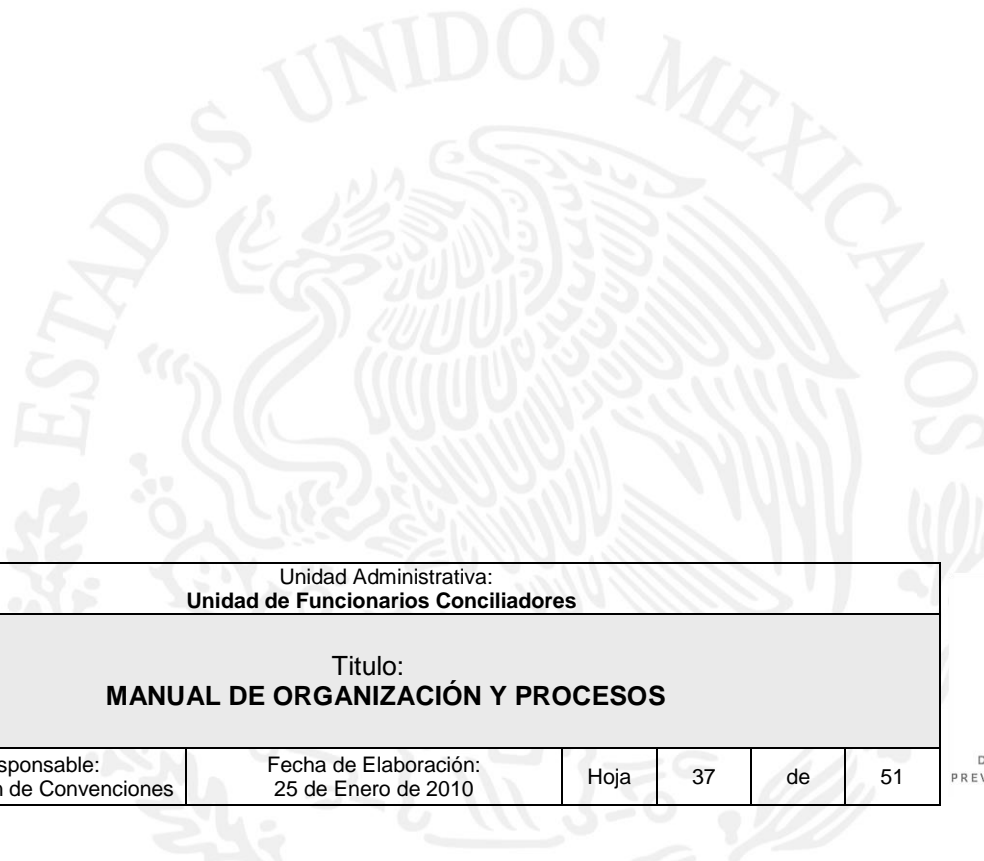 ESTADOS UNIDOS MEXICANOS
Unidad Administrativa:
Unidad de Funcionarios Conciliadores
Titulo:
MANUAL DE ORGANIZACIÓN Y PROCESOS
sponsable:
de Convenciones
Fecha de Elaboración:
25 de Enero de 2010
Hoja
37
de
51
D
PREV